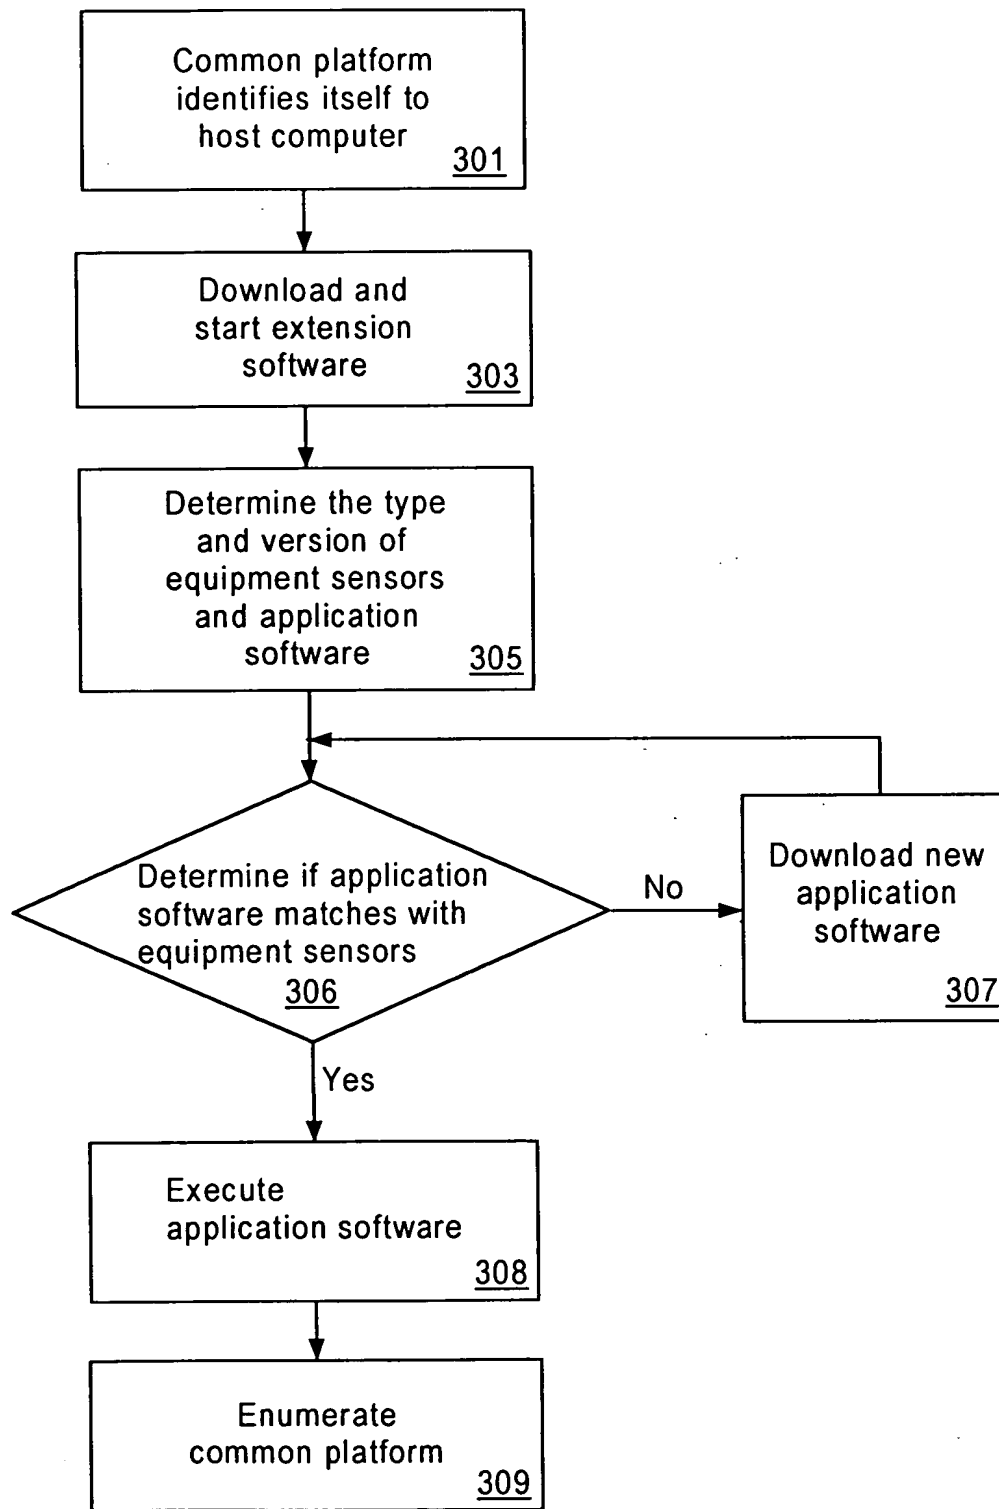 Common platform
identifies itself to
host computer
301
Download and
start extension
software
303
Determine the type
and version of
equipment sensors
and application
software
305
Determine if application
software matches with
equipment sensors
306
No
Download new
application
software
307
Yes
Execute
application software
308
Enumerate
common platform
309